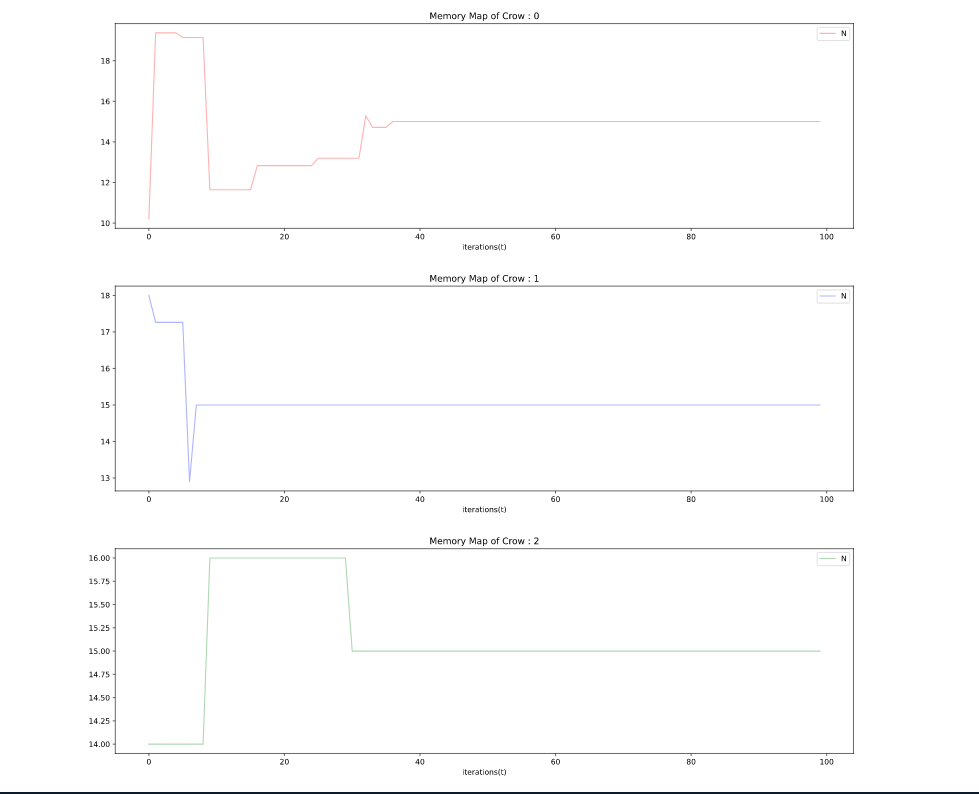 Memory Map of Crow : 0
N
18
16
14
12
10
0 20 40 60 80 100
iterations(t)
Memory Map of Crow : 1
N
18
17
16
15
14
13
0 20 40 60 80 100
iterations(t)
Memory Map of Crow : 2
N
16.00
15.75
15.50
15.25
15.00
14.75
14.50
14.25
14.00
0 20 40 60 80 100
iterations(t)